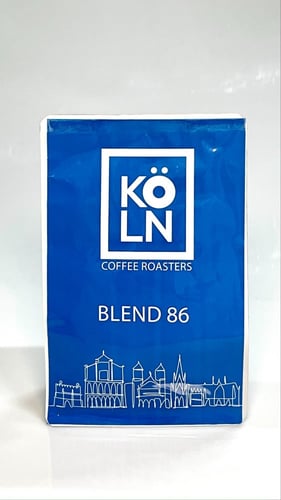 KÖ
LN
COFFEE ROASTERS
BLEND 86